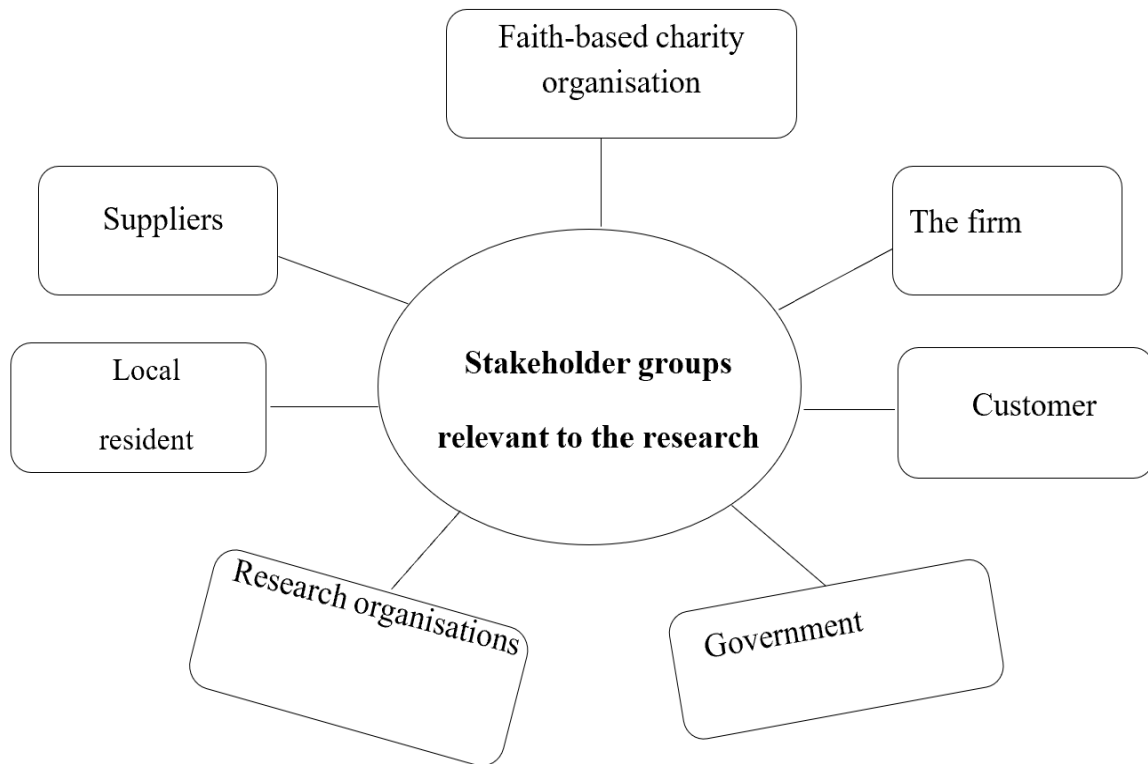 Faith-based charity
organisation
Suppliers
The firm
Local
resident
Stakeholder groups
relevant to the research
Customer
Research organisations
Government